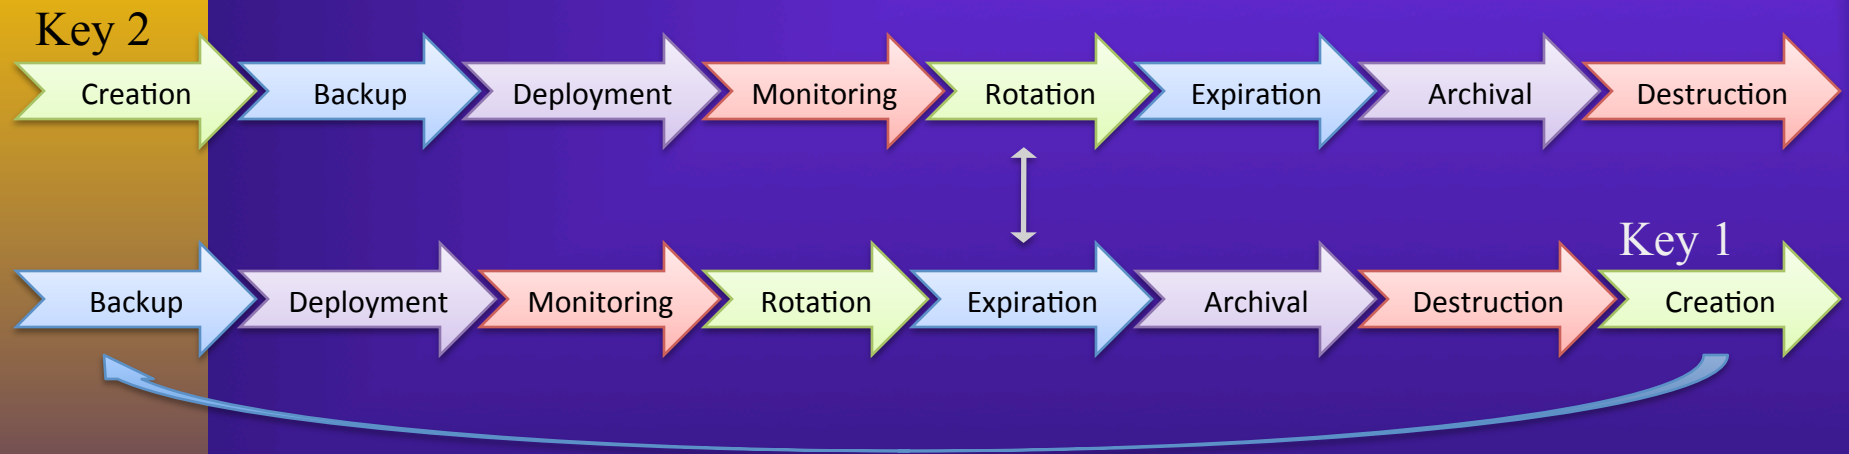 Key 2
Creation Backup Deployment Monitoring Rotation Expiration Archival Destruction
Key 1
Backup Deployment Monitoring Rotation Expiration Archival Destruction Creation